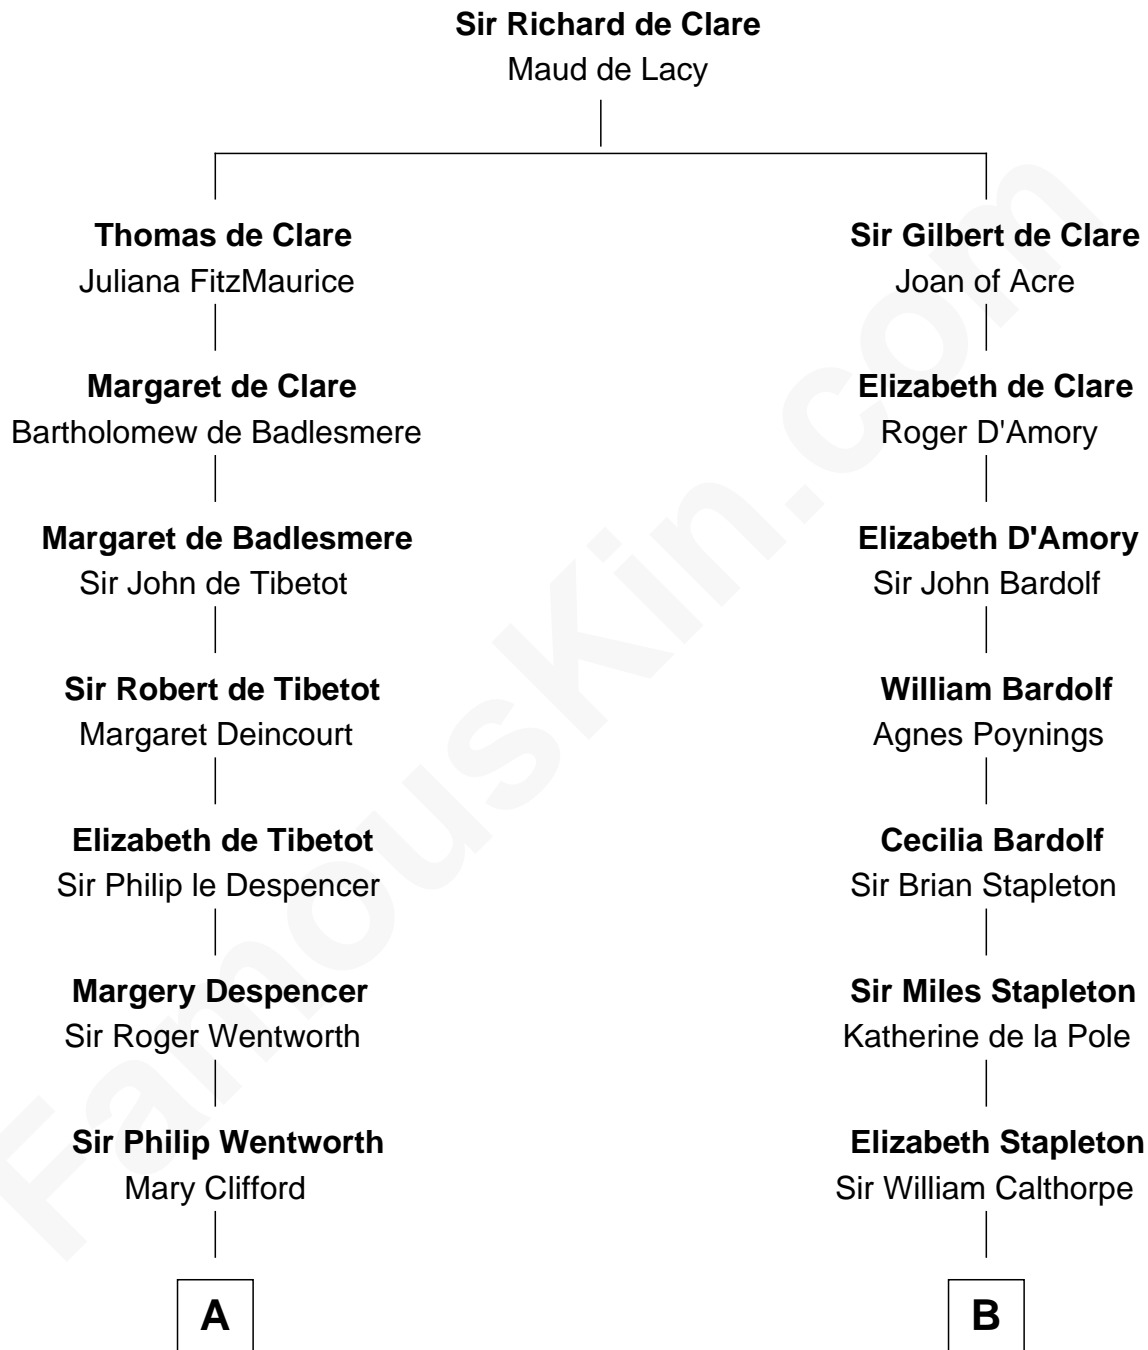 Sir Richard de Clare
Maud de Lacy
Thomas de Clare
Juliana FitzMaurice
Margaret de Clare
Bartholomew de Badlesmere
Margaret de Badlesmere
Sir John de Tibetot
Sir Robert de Tibetot
Margaret Deincourt
Elizabeth de Tibetot
Sir Philip le Despencer
Margery Despencer
Sir Roger Wentworth
Sir Philip Wentworth
Mary Clifford
A
Sir Gilbert de Clare
Joan of Acre
Elizabeth de Clare
Roger D'Amory
Elizabeth D'Amory
Sir John Bardolf
William Bardolf
Agnes Poynings
Cecilia Bardolf
Sir Brian Stapleton
Sir Miles Stapleton
Katherine de la Pole
Elizabeth Stapleton
Sir William Calthorpe
B
FamousKin.com